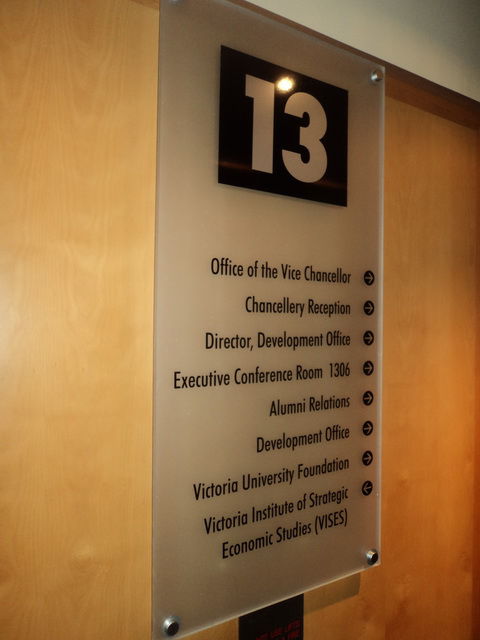 13
Office of the Vice Chancellor
Chancellery Reception
Director, Development Office
Executive Conference Room 1306
Alumni Relations
Development Office
Victoria University Foundation
Victoria Institute of Strategic
Economic Studies (VISES)